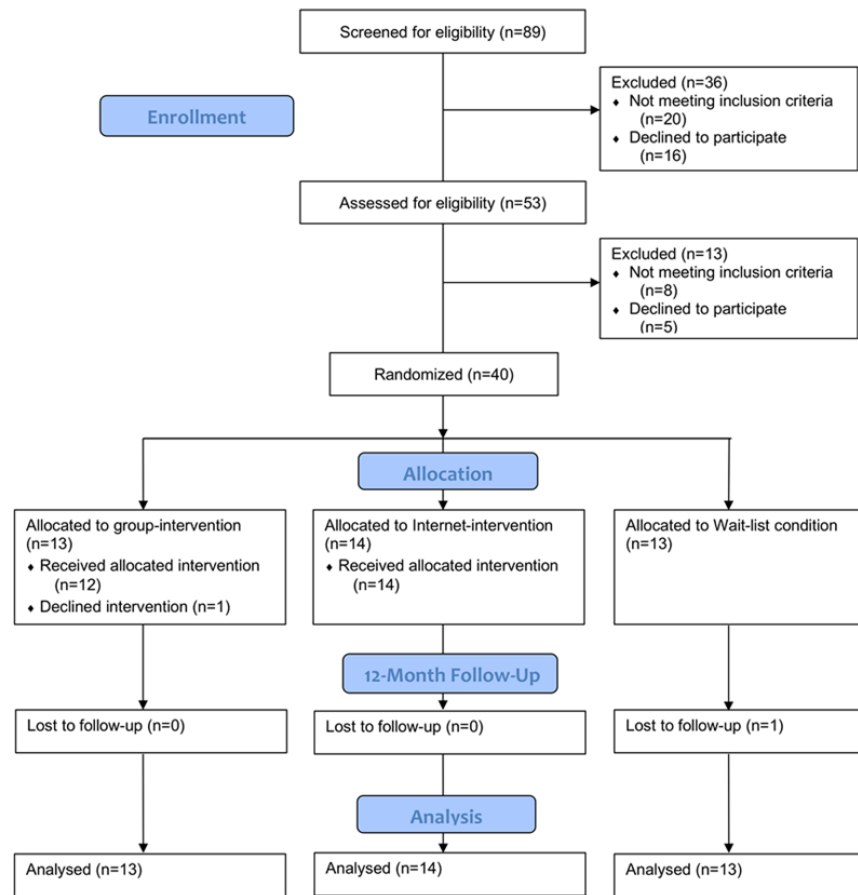 Screened for eligibility (n=89)
Enrollment
Excluded (n=36)
♦ Not meeting inclusion criteria
(n=20)
♦ Declined to participate
(n=16)
Assessed for eligibility (n=53)
Excluded (n=13)
♦ Not meeting inclusion criteria
(n=8)
♦ Declined to participate
(n=5)
Randomized (n=40)
Allocation
Allocated to group-intervention
(n=13)
♦ Received allocated intervention
(n=12)
♦ Declined intervention (n=1)
Allocated to Internet-intervention
(n=14)
♦ Received allocated intervention
(n=14)
Allocated to Wait-list condition
(n=13)
12-Month Follow-Up
Lost to follow-up (n=0)
Lost to follow-up (n=0)
Lost to follow-up (n=1)
Analysis
Analysed (n=13)
Analysed (n=14)
Analysed (n=13)